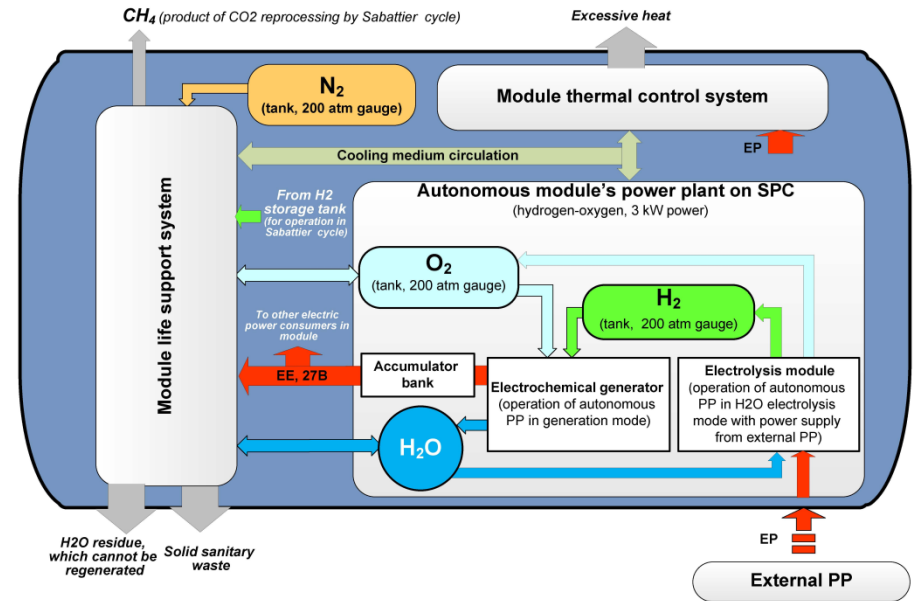 CH4 (product of CO2 reprocessing by Sabattier cycle)
Excessive heat
N2
(tank, 200 atm gauge)
Module thermal control system
EP
Cooling medium circulation
Module life support system
From H2
storage tank
(for operation in
Sabattier cycle)
Autonomous module's power plant on SPC
(hydrogen-oxygen, 3 kW power)
O2
(tank, 200 atm gauge)
H2
(tank, 200 atm gauge)
To other electric
power consumers in
module
EE, 27B
Accumulator
bank
Electrochemical generator
(operation of autonomous
PP in generation mode)
Electrolysis module
(operation of autonomous
PP in H2O electrolysis
mode with power supply
from external PP)
H2O
H2O residue,
which cannot be
regenerated
Solid sanitary
waste
EP
External PP